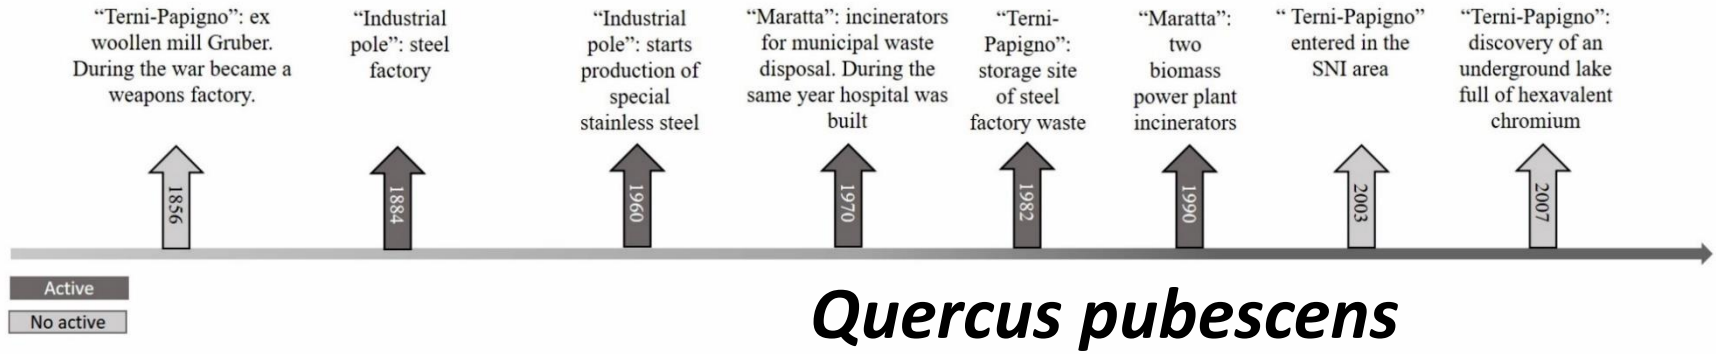 “Terni-Papigno”: ex
woollen mill Gruber.
During the war became a
weapons factory.
“Industrial
pole”: steel
factory
“Industrial
pole”: starts
production of
special
stainless steel
“Maratta”: incinerators
for municipal waste
disposal. During the
same year hospital was
built
“Terni-
Papigno”:
storage site
of steel
factory waste
“Maratta”:
two
biomass
power plant
incinerators
“ Terni-Papigno”
entered in the
SNI area
“Terni-Papigno”:
discovery of an
underground lake
full of hexavalent
chromium
1856
1884
1960
1970
1982
1990
2003
2007
Active
No active
Quercus pubescens